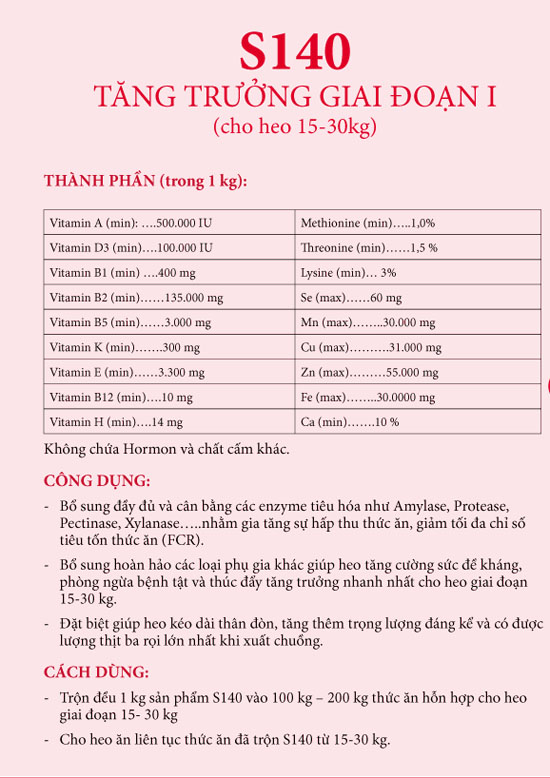 S140
TĂNG TRƯỞNG GIAI ĐOẠN I
(cho heo 15-30kg)
THÀNH PHẦN (trong 1 kg):
Vitamin A (min): ….500.000 IU
Methionine (min)…..1,0%
Vitamin D3 (min)….100.000 IU
Threonine (min)……1,5 %
Vitamin B1 (min) ….400 mg
Lysine (min)… 3%
Vitamin B2 (min)……135.000 mg
Se (max)……60 mg
Vitamin B5 (min)……3.000 mg
Mn (max)……..30.000 mg
Vitamin K (min)…….300 mg
Cu (max)……….31.000 mg
Vitamin E (min)……3.300 mg
Zn (max)………55.000 mg
Vitamin B12 (min)….10 mg
Fe (max)……..30.0000 mg
Vitamin H (min)….14 mg
Ca (min)…….10 %
Không chứa Hormon và chất cấm khác.
CÔNG DỤNG:
- Bổ sung đầy đủ và cân bằng các enzyme tiêu hóa như Amylase, Protease,
Pectinase, Xylanase…..nhằm gia tăng sự hấp thu thức ăn, giảm tối đa chỉ số
tiêu tốn thức ăn (FCR).
- Bổ sung hoàn hảo các loại phụ gia khác giúp heo tăng cường sức đề kháng,
phòng ngừa bệnh tật và thúc đẩy tăng trưởng nhanh nhất cho heo giai đoạn
15-30 kg.
- Đặt biệt giúp heo kéo dài thân đòn, tăng thêm trọng lượng đáng kể và có được
lượng thịt ba rọi lớn nhất khi xuất chuồng.
CÁCH DÙNG:
- Trộn đều 1 kg sản phẩm S140 vào 100 kg – 200 kg thức ăn hỗn hợp cho heo
giai đoạn 15- 30 kg
- Cho heo ăn liên tục thức ăn đã trộn S140 từ 15-30 kg.